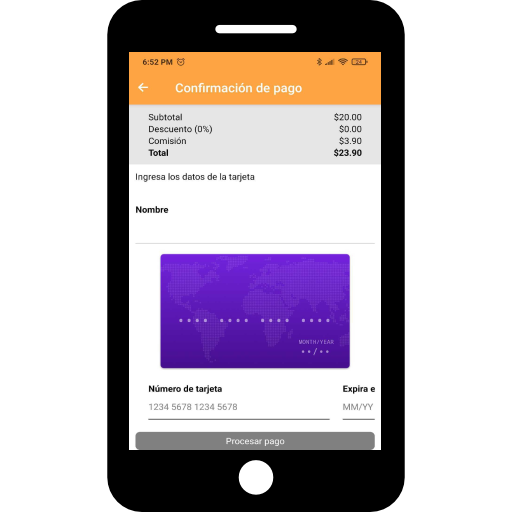 6:52 PM 24
Confirmación de pago
Subtotal $20.00
Descuento (0%) $0.00
Comisión $3.90
Total $23.90
Ingresa los datos de la tarjeta
Nombre
•••• •••• •••• ••••
MONTH/YEAR
••/••
Número de tarjeta Expira e
1234 5678 1234 5678 MM/YY
Procesar pago